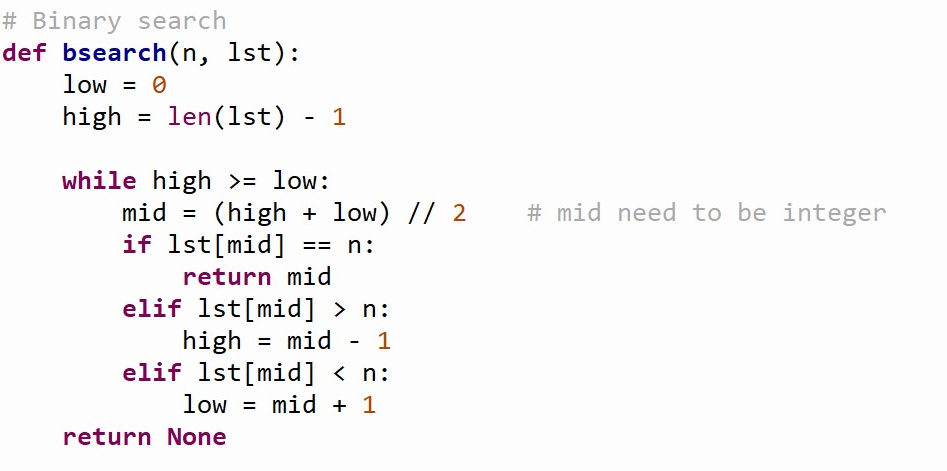 # Binary search
def bsearch(n, lst):
    low = 0
    high = len(lst) - 1
    while high >= low:
        mid = (high + low) // 2    # mid need to be integer
        if lst[mid] == n:
            return mid
        elif lst[mid] > n:
            high = mid - 1
        elif lst[mid] < n:
            low = mid + 1
    return None